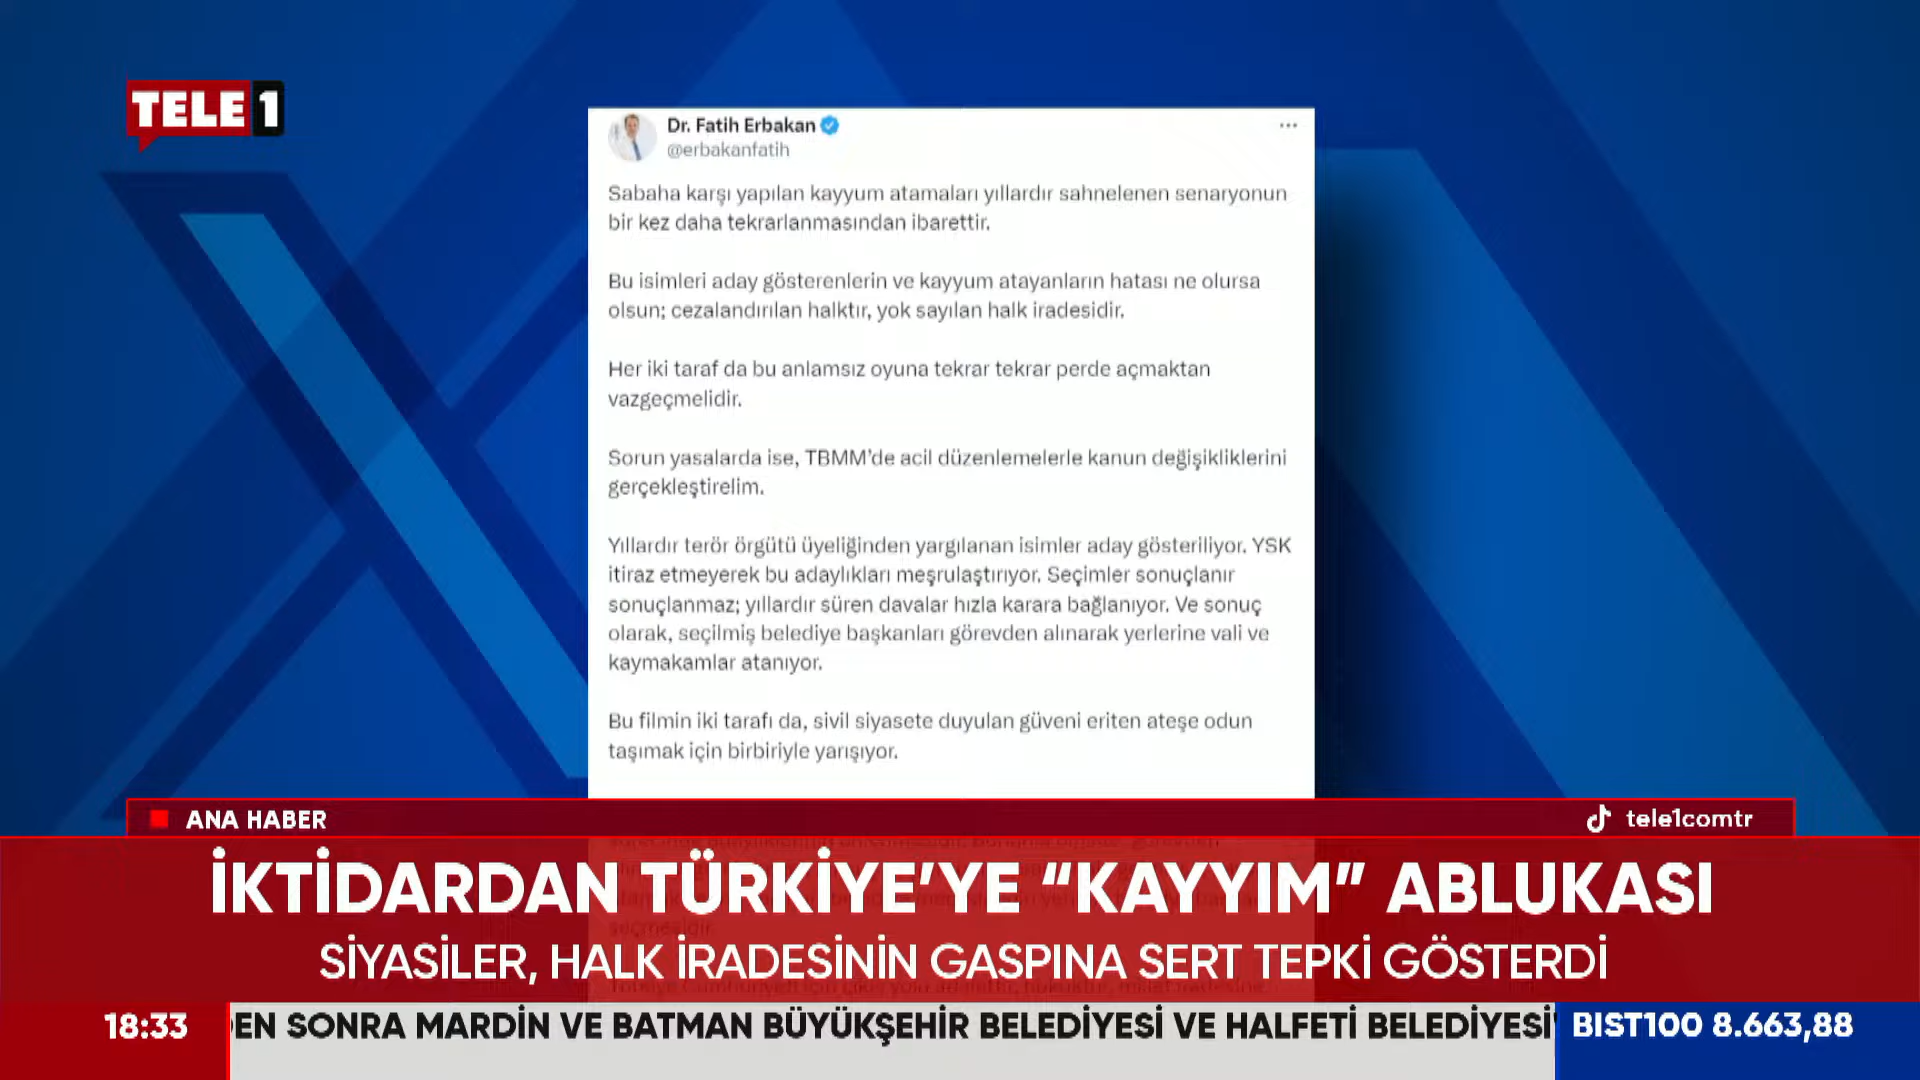 TELE 1
Dr. Fatih Erbakan
@erbakanfatih
Sabaha karşı yapılan kayyum atamaları yıllardır sahnelenen senaryonun
bir kez daha tekrarlanmasından ibarettir.
Bu isimleri aday gösterenlerin ve kayyum atayanların hatası ne olursa
olsun; cezalandırılan halktır, yok sayılan halk iradesidir.
Her iki taraf da bu anlamsız oyuna tekrar tekrar perde açmaktan
vazgeçmelidir.
Sorun yasalarda ise, TBMM'de acil düzenlemelerle kanun değişikliklerini
gerçekleştirelim.
Yıllardır terör örgütü üyeliğinden yargılanan isimler aday gösteriliyor. YSK
itiraz etmeyerek bu adaylıkları meşrulaştırıyor. Seçimler sonuçlanır
sonuçlanmaz; yıllardır süren davalar hızla karara bağlanıyor. Ve sonuç
olarak, seçilmiş belediye başkanları görevden alınarak yerlerine vali ve
kaymakamlar atanıyor.
Bu filmin iki tarafı da, sivil siyasete duyulan güveni eriten ateşe odun
taşımak için birbiriyle yarışıyor.
ANA HABER
tele1comtr
İKTİDARDAN TÜRKİYE'YE “KAYYIM” ABLUKASI
SİYASİLER, HALK İRADESİNİN GASPINA SERT TEPKİ GÖSTERDİ
18:33
EN SONRA MARDİN VE BATMAN BÜYÜKŞEHİR BELEDİYESİ VE HALFETİ BELEDİYESİ'
BIST100 8.663,88